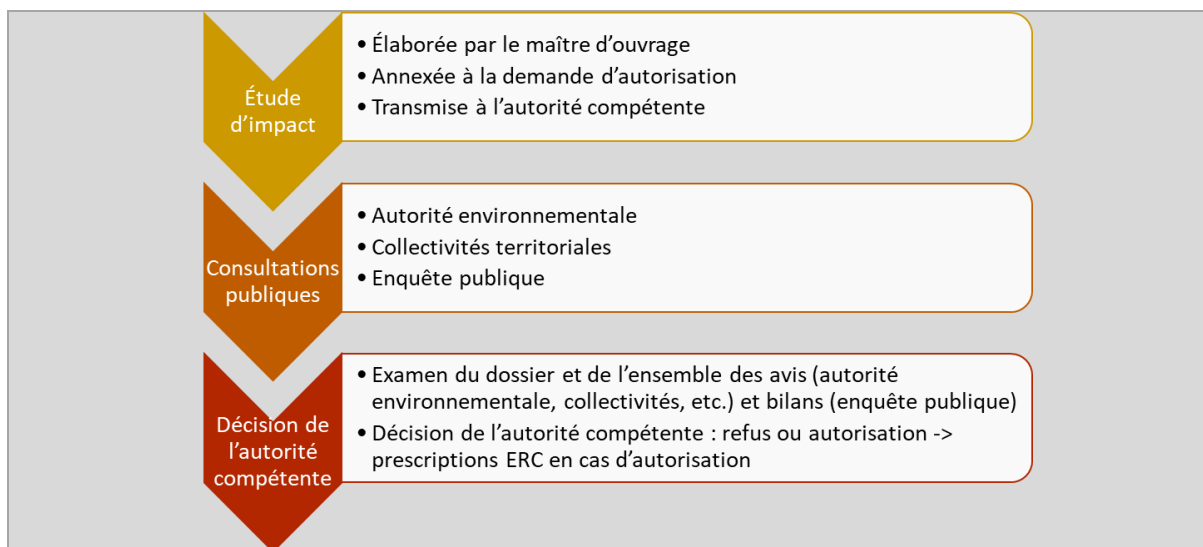 Étude
d’impact
• Élaborée par le maître d’ouvrage
• Annexée à la demande d’autorisation
• Transmise à l’autorité compétente
Consultations
publiques
• Autorité environnementale
• Collectivités territoriales
• Enquête publique
Décision de
l’autorité
compétente
• Examen du dossier et de l’ensemble des avis (autorité
environnementale, collectivités, etc.) et bilans (enquête publique)
• Décision de l’autorité compétente : refus ou autorisation ->
prescriptions ERC en cas d’autorisation